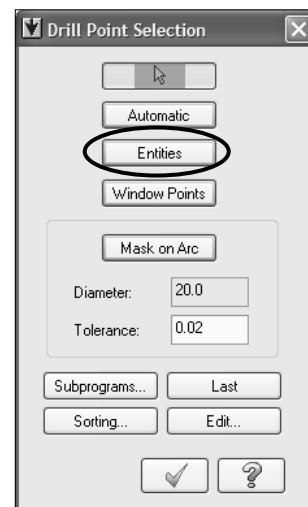 Drill Point Selection
Automatic
Entities
Window Points
Mask on Arc
Diameter: 20.0
Tolerance: 0.02
Subprograms... Last
Sorting... Edit...
?